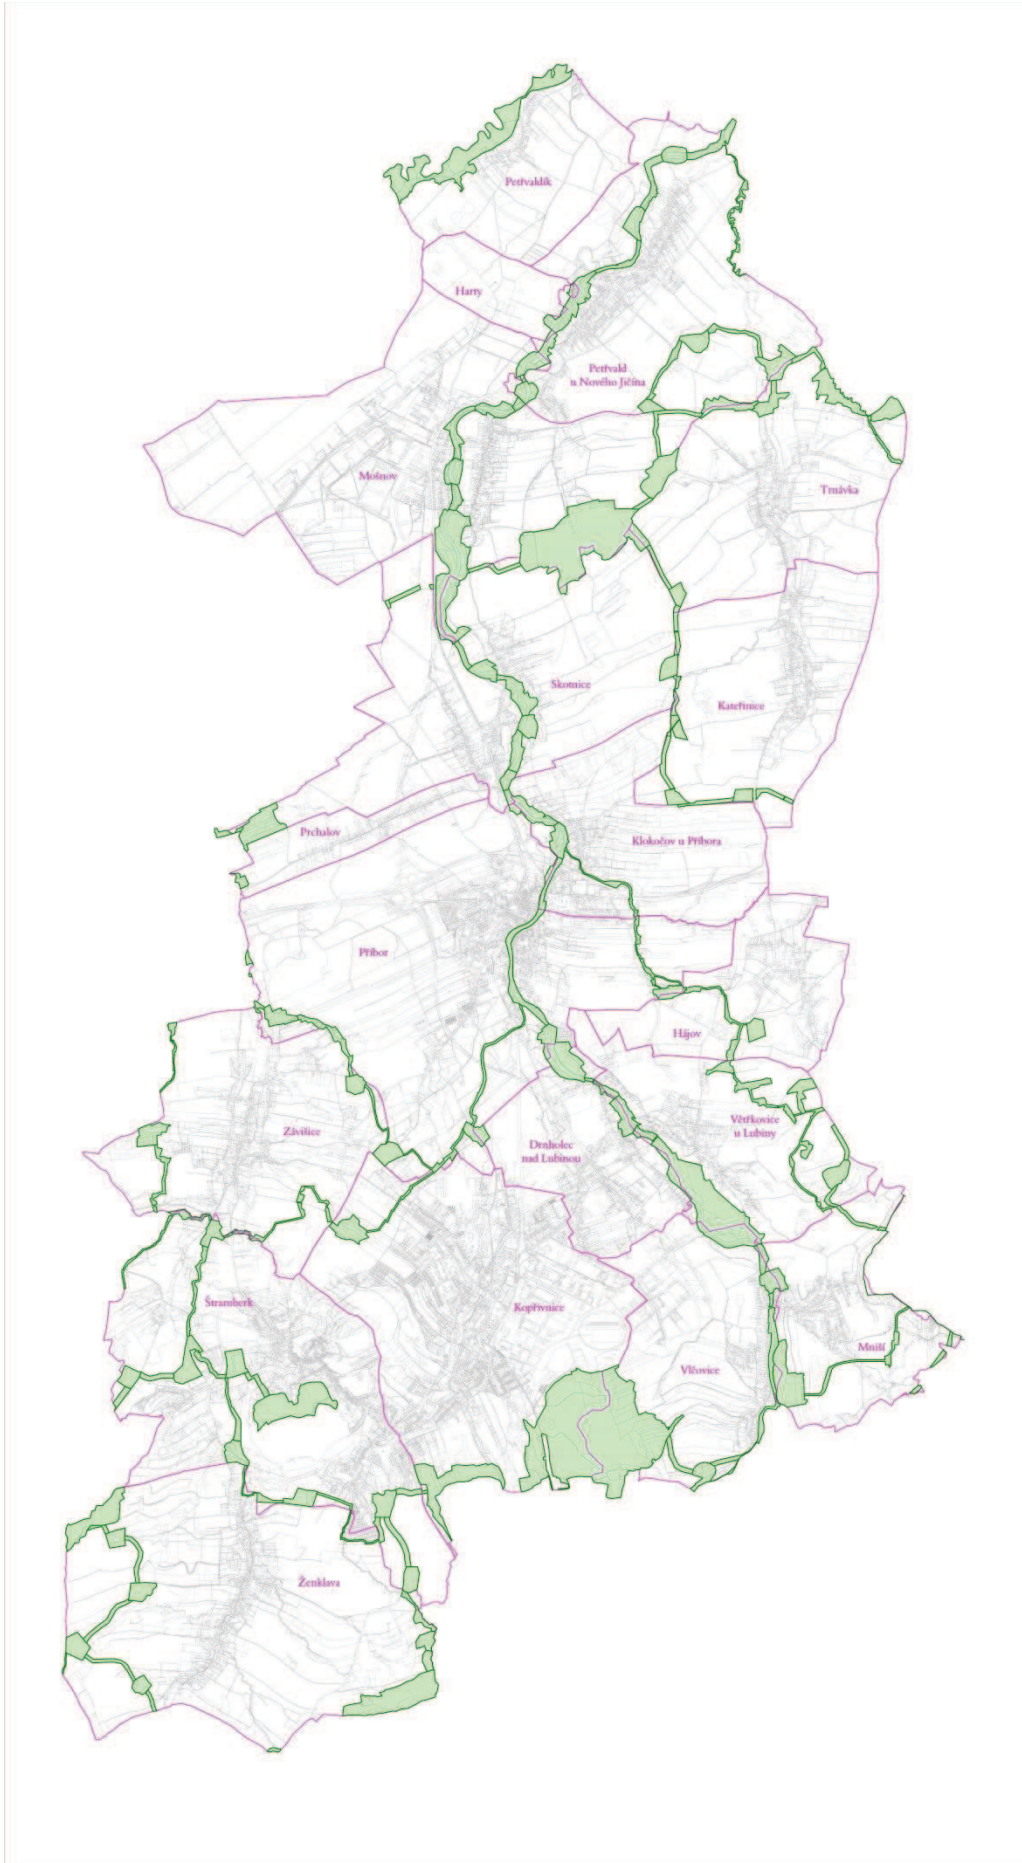 Petřvaldík
Harty
Petřvald
u Nového Jičína
Mošnov
Trnávka
Skotnice
Kateřinice
Prchalov
Klokočov u Příbora
Příbor
Hájov
Závišice
Drnholec
nad Lubinou
Větřkovice
u Lubiny
Štramberk
Kopřivnice
Mniší
Vlčovice
Ženklava